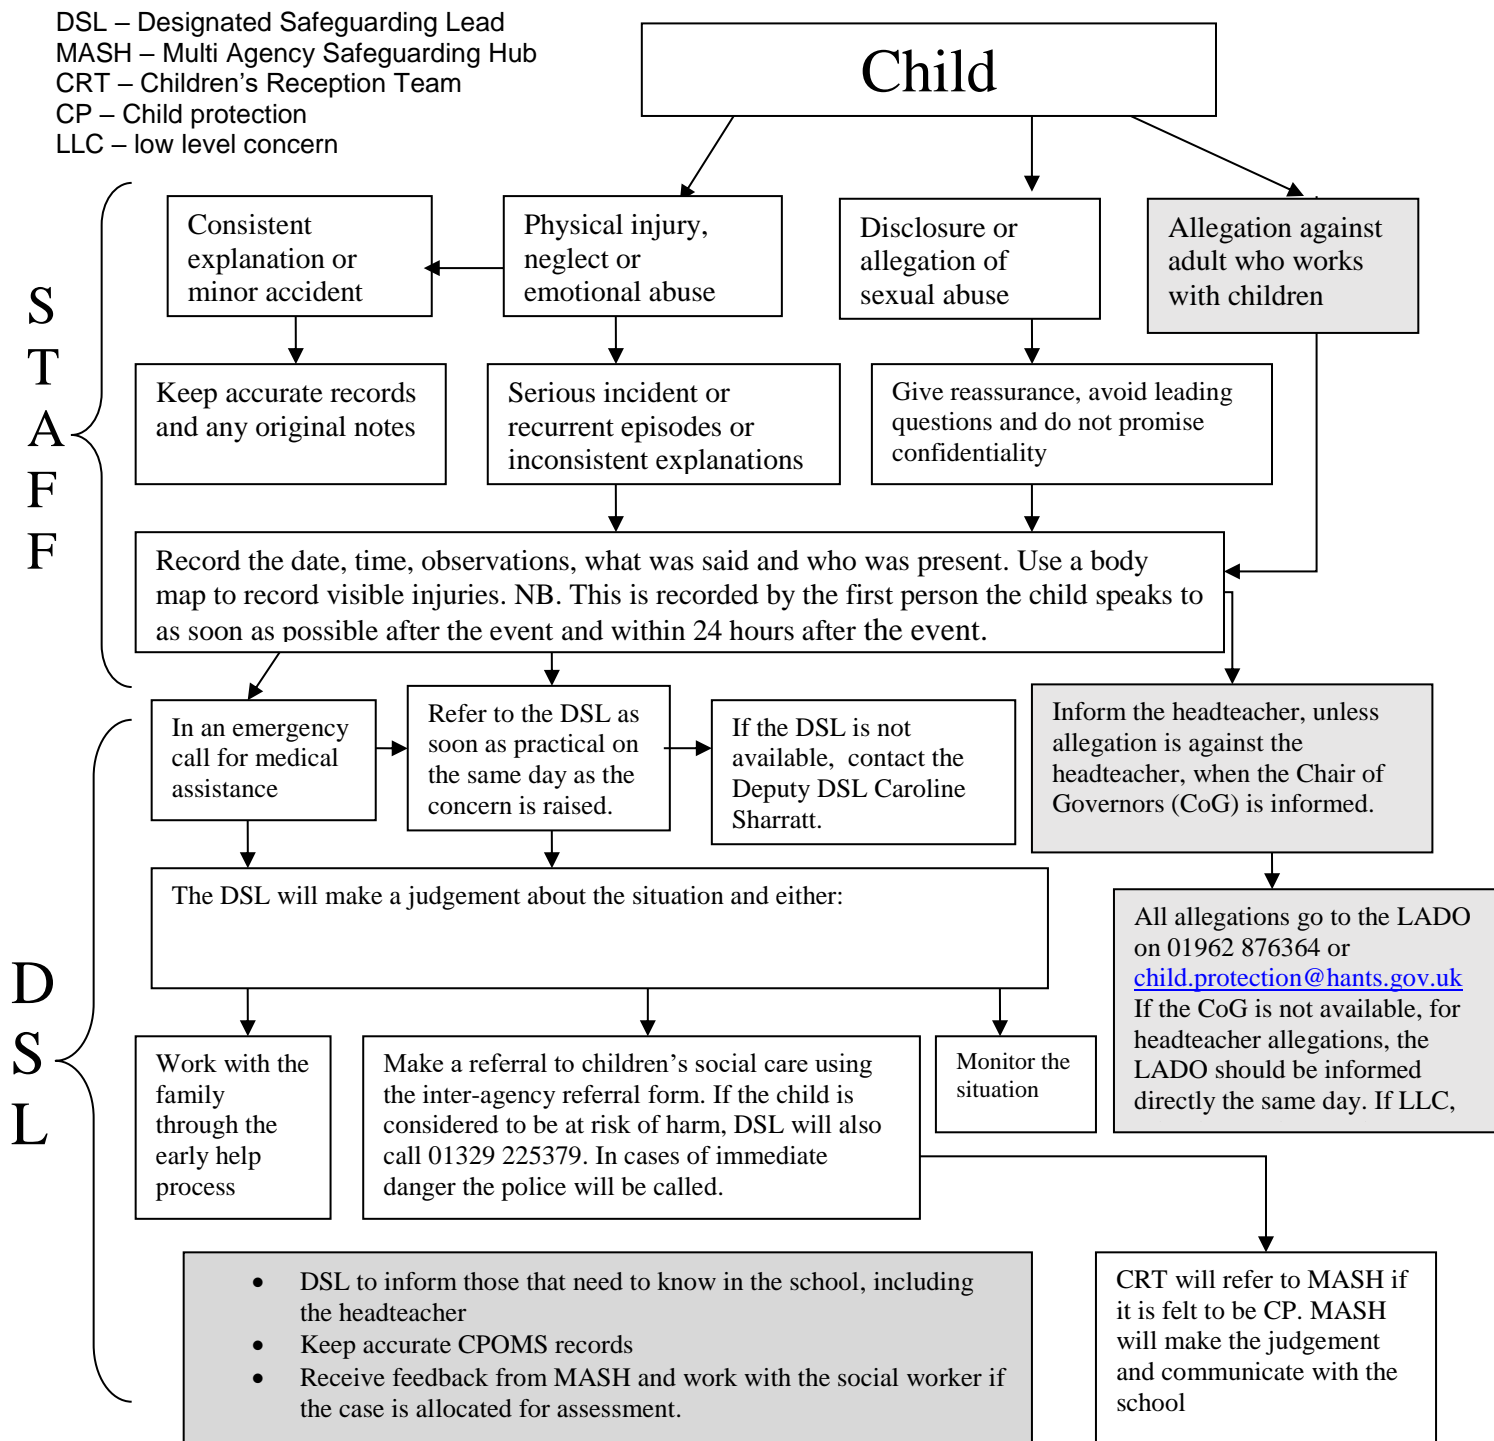 DSL – Designated Safeguarding Lead
MASH – Multi Agency Safeguarding Hub
CRT – Children's Reception Team
CP – Child protection
LLC – low level concern
Child
S
T
A
F
F
Consistent
explanation or
minor accident
Physical injury,
neglect or
emotional abuse
Disclosure or
allegation of
sexual abuse
Allegation against
adult who works
with children
Keep accurate records
and any original notes
Serious incident or
recurrent episodes or
inconsistent explanations
Give reassurance, avoid leading
questions and do not promise
confidentiality
Record the date, time, observations, what was said and who was present. Use a body
map to record visible injuries. NB. This is recorded by the first person the child speaks to
as soon as possible after the event and within 24 hours after the event.
D
S
L
In an emergency
call for medical
assistance
Refer to the DSL as
soon as practical on
the same day as the
concern is raised.
If the DSL is not
available, contact the
Deputy DSL Caroline
Sharratt.
Inform the headteacher, unless
allegation is against the
headteacher, when the Chair of
Governors (CoG) is informed.
The DSL will make a judgement about the situation and either:
All allegations go to the LADO
on 01962 876364 or
child.protection@hants.gov.uk
If the CoG is not available, for
headteacher allegations, the
LADO should be informed
directly the same day. If LLC,
Work with the
family
through the
early help
process
Make a referral to children's social care using
the inter-agency referral form. If the child is
considered to be at risk of harm, DSL will also
call 01329 225379. In cases of immediate
danger the police will be called.
Monitor the
situation
• DSL to inform those that need to know in the school, including
the headteacher
• Keep accurate CPOMS records
• Receive feedback from MASH and work with the social worker if
the case is allocated for assessment.
CRT will refer to MASH if
it is felt to be CP. MASH
will make the judgement
and communicate with the
school